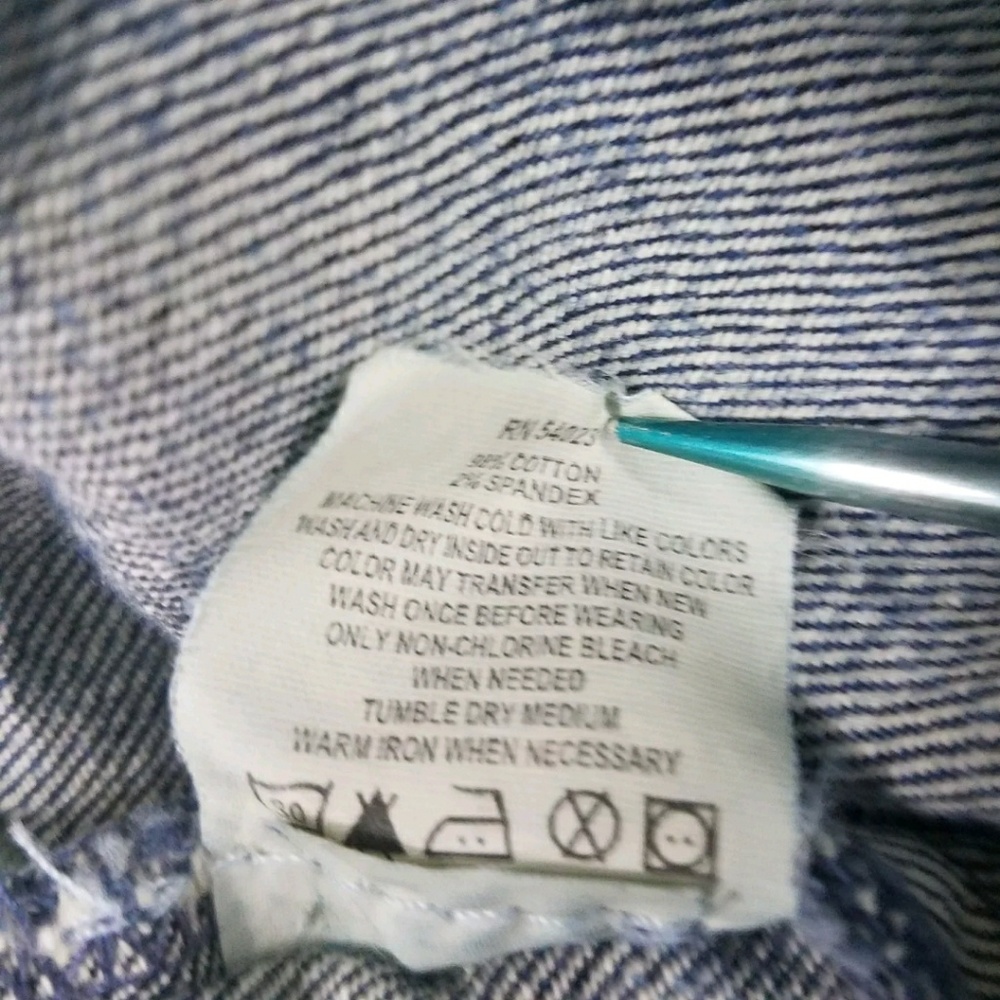 RN 54023
98% COTTON
2% SPANDEX
MACHINE WASH COLD WITH LIKE COLORS
WASH AND DRY INSIDE OUT TO RETAIN COLOR
COLOR MAY TRANSFER WHEN NEW
WASH ONCE BEFORE WEARING
ONLY NON-CHLORINE BLEACH
WHEN NEEDED
TUMBLE DRY MEDIUM
WARM IRON WHEN NECESSARY
30